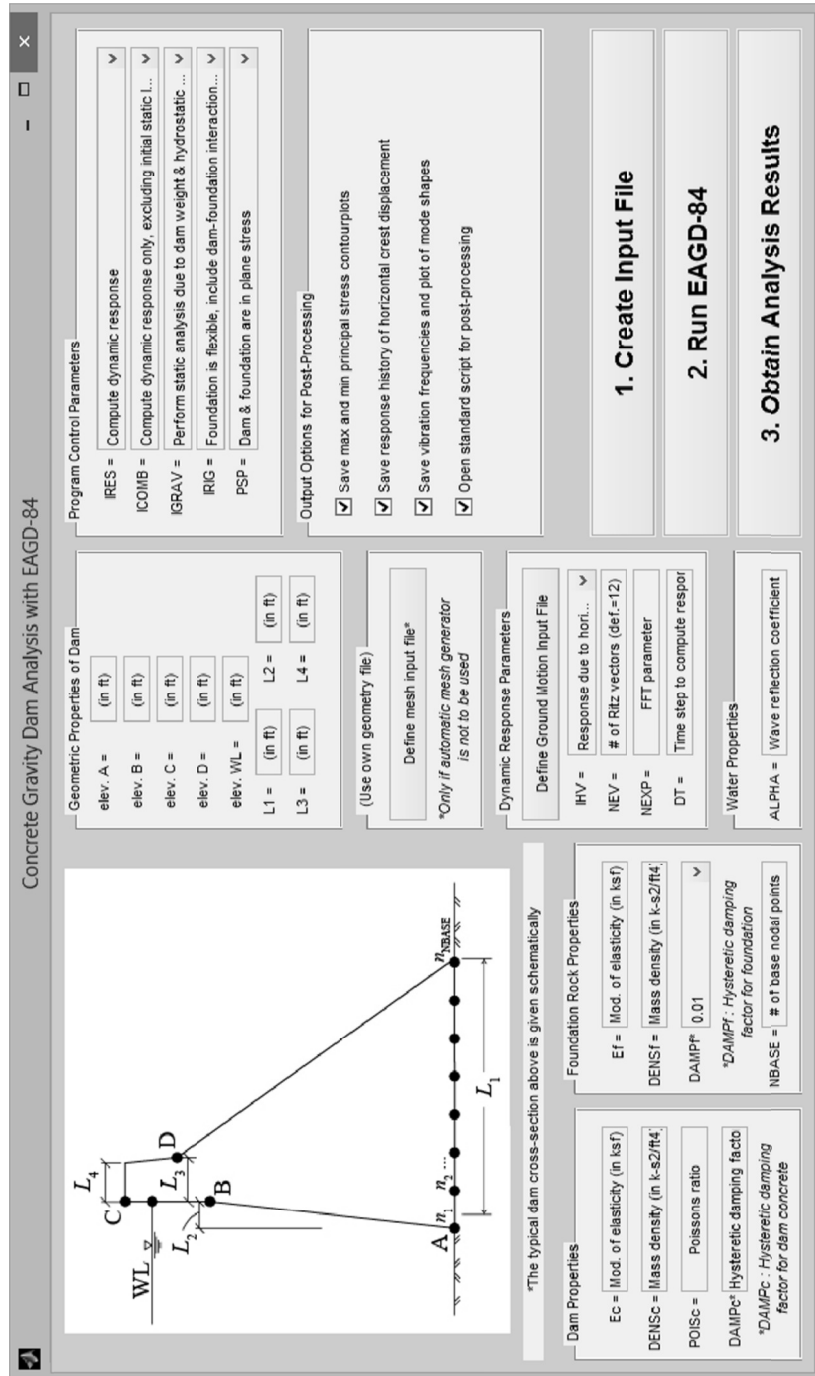 Concrete Gravity Dam Analysis with EAGD-84
C
L4
WL
D
L3
L2
B
A
n1 n2 ...
nNBASE
L1
*The typical dam cross-section above is given schematically
Dam Properties
Ec = Mod. of elasticity (in ksf)
DENSc = Mass density (in k-s2/ft4)
POISc = Poissons ratio
DAMPc* Hysteretic damping facto
*DAMPc : Hysteretic damping
factor for dam concrete
Foundation Rock Properties
Ef = Mod. of elasticity (in ksf)
DENSf = Mass density (in k-s2/ft4)
DAMPf* 0.01
*DAMPf : Hysteretic damping
factor for foundation
NBASE = # of base nodal points
Geometric Properties of Dam
elev. A = (in ft)
elev. B = (in ft)
elev. C = (in ft)
elev. D = (in ft)
elev. WL = (in ft)
L1 = (in ft) L2 = (in ft)
L3 = (in ft) L4 = (in ft)
(Use own geometry file)
Define mesh input file*
*Only if automatic mesh generator
is not to be used
Dynamic Response Parameters
Define Ground Motion Input File
IHV = Response due to hori...
NEV = # of Ritz vectors (def.=12)
NEXP = FFT parameter
DT = Time step to compute respor
Water Properties
ALPHA = Wave reflection coefficient
Program Control Parameters
IRES = Compute dynamic response
ICOMB = Compute dynamic response only, excluding initial static l...
IGRAV = Perform static analysis due to dam weight & hydrostatic ...
IRIG = Foundation is flexible, include dam-foundation interaction...
PSP = Dam & foundation are in plane stress
Output Options for Post-Processing
Save max and min principal stress contourplots
Save response history of horizontal crest displacement
Save vibration frequencies and plot of mode shapes
Open standard script for post-processing
1. Create Input File
2. Run EAGD-84
3. Obtain Analysis Results